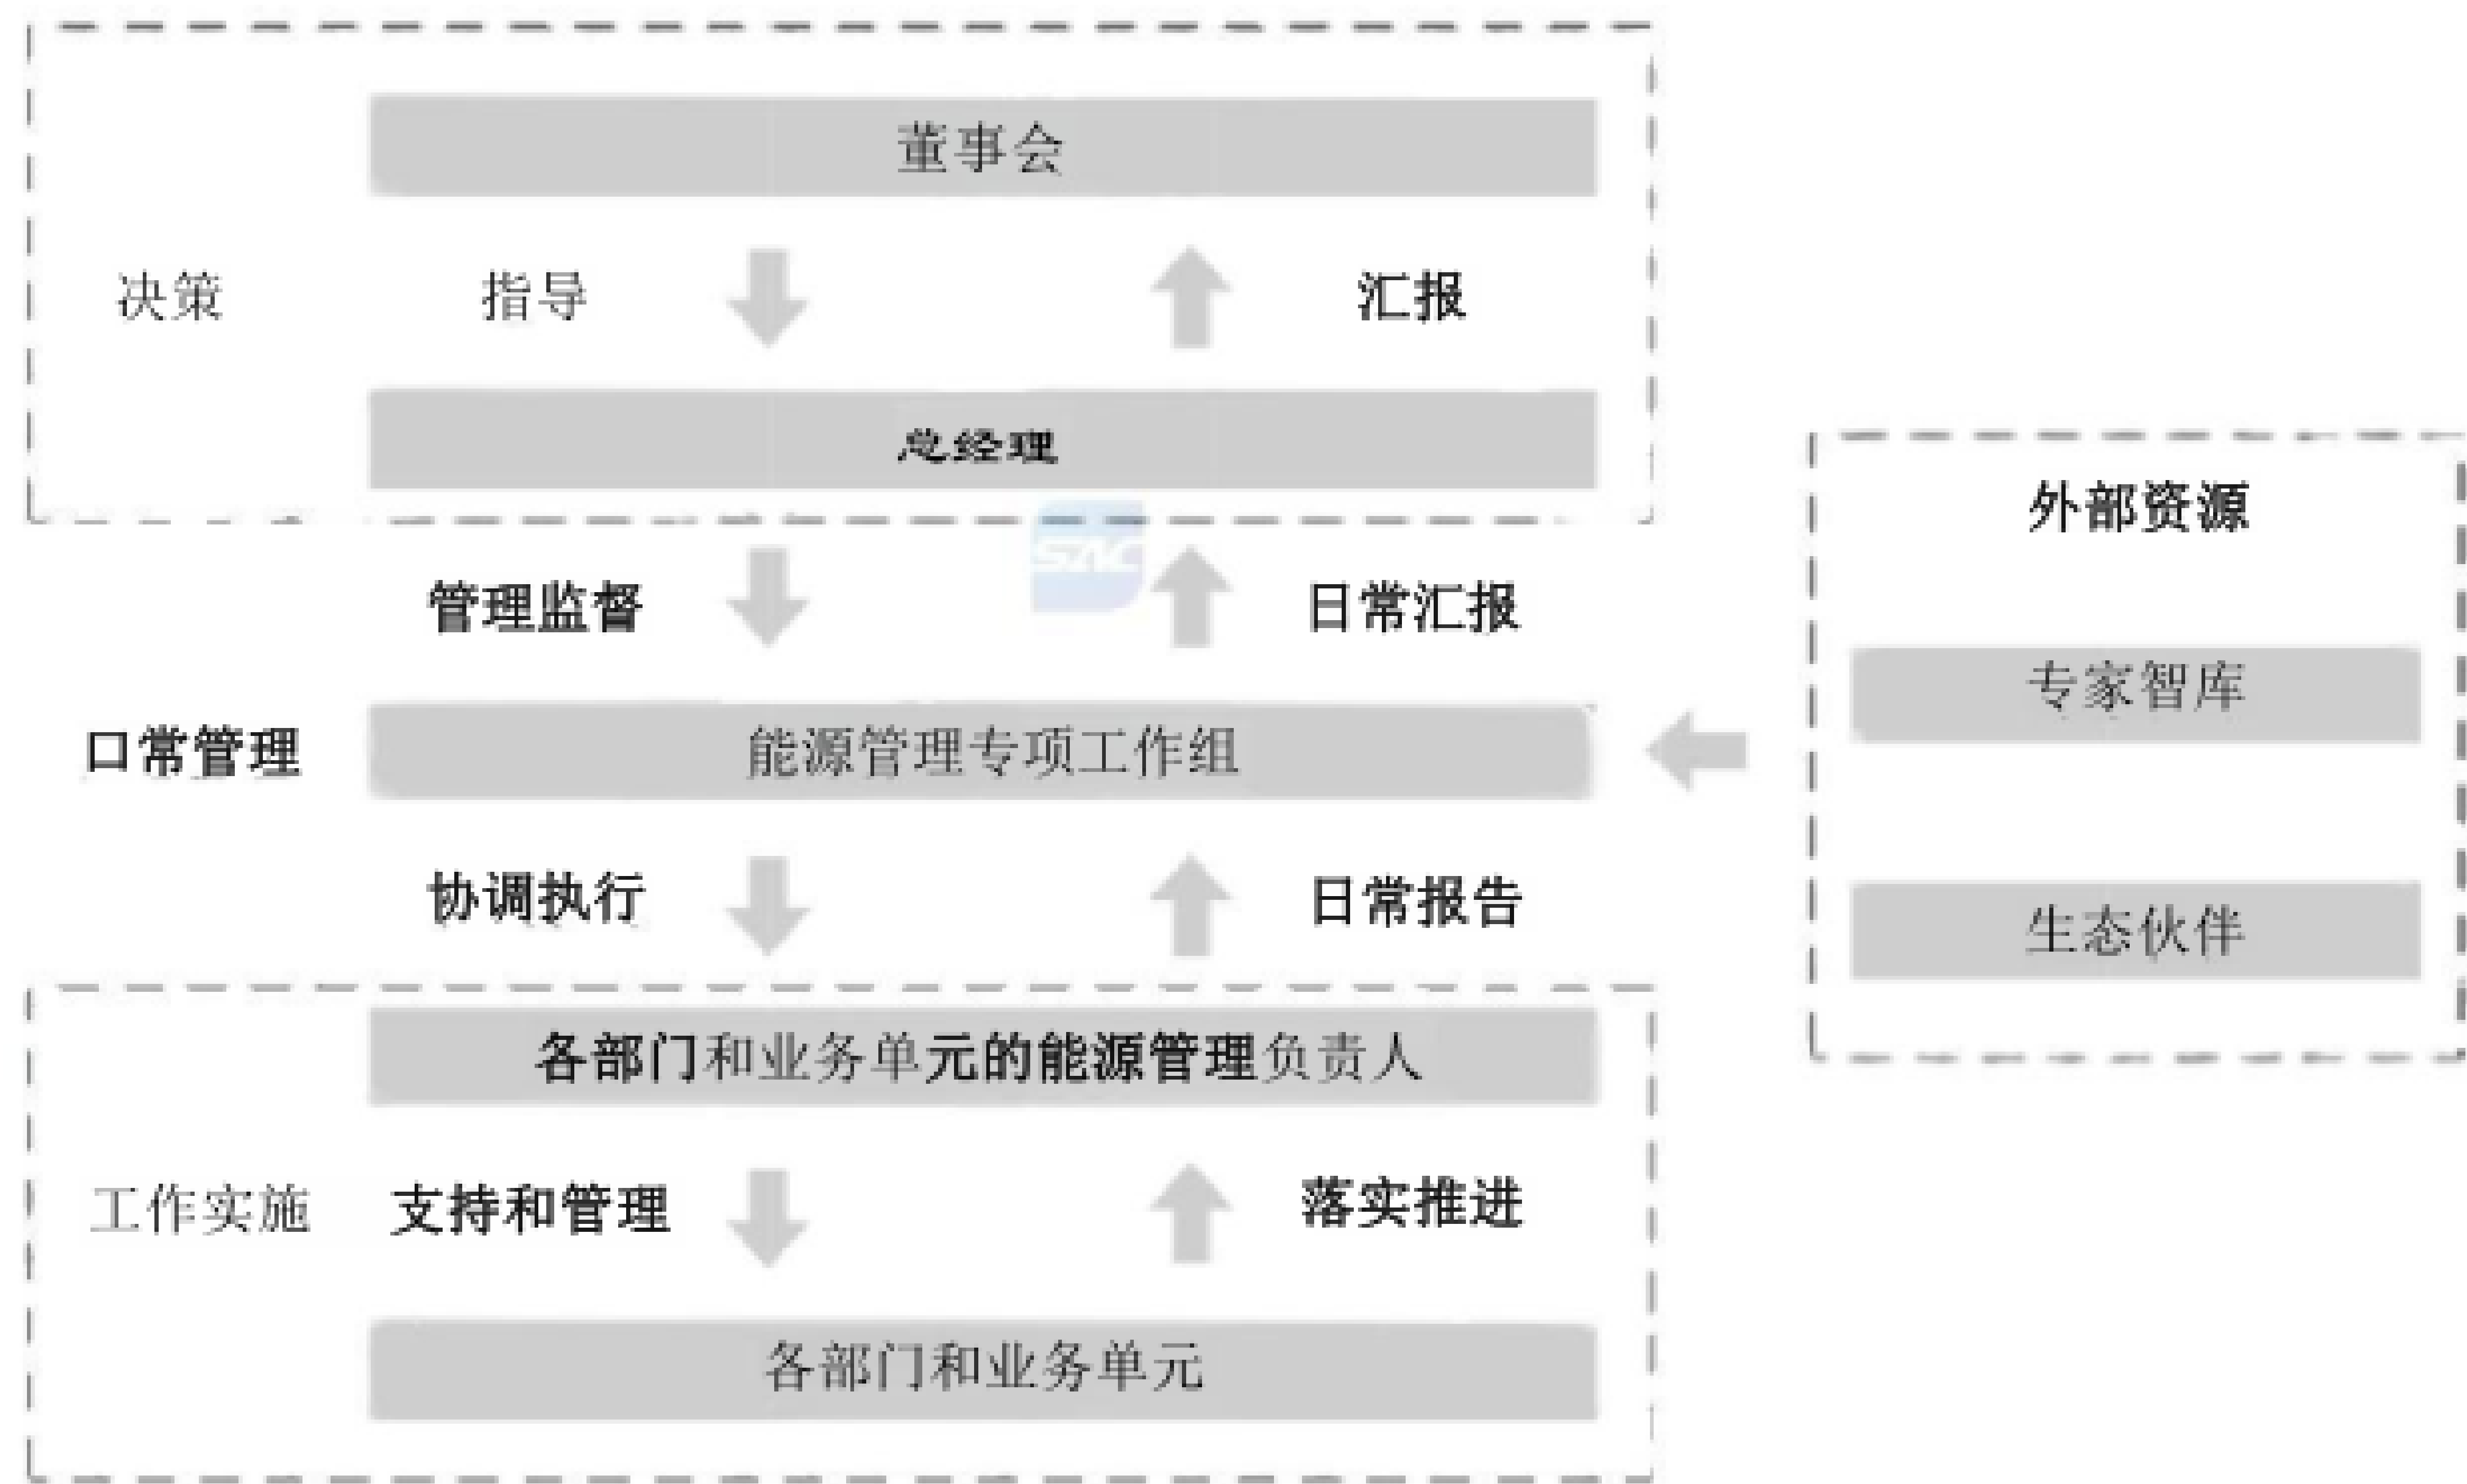 董事会
决策 指导 汇报
总经理
外部资源
SAC
管理监督 日常汇报
专家智库
口常管理 能源管理专项工作组
协调执行 日常报告
生态伙伴
各部门和业务单元的能源管理负责人
工作实施 支持和管理 落实推进
各部门和业务单元